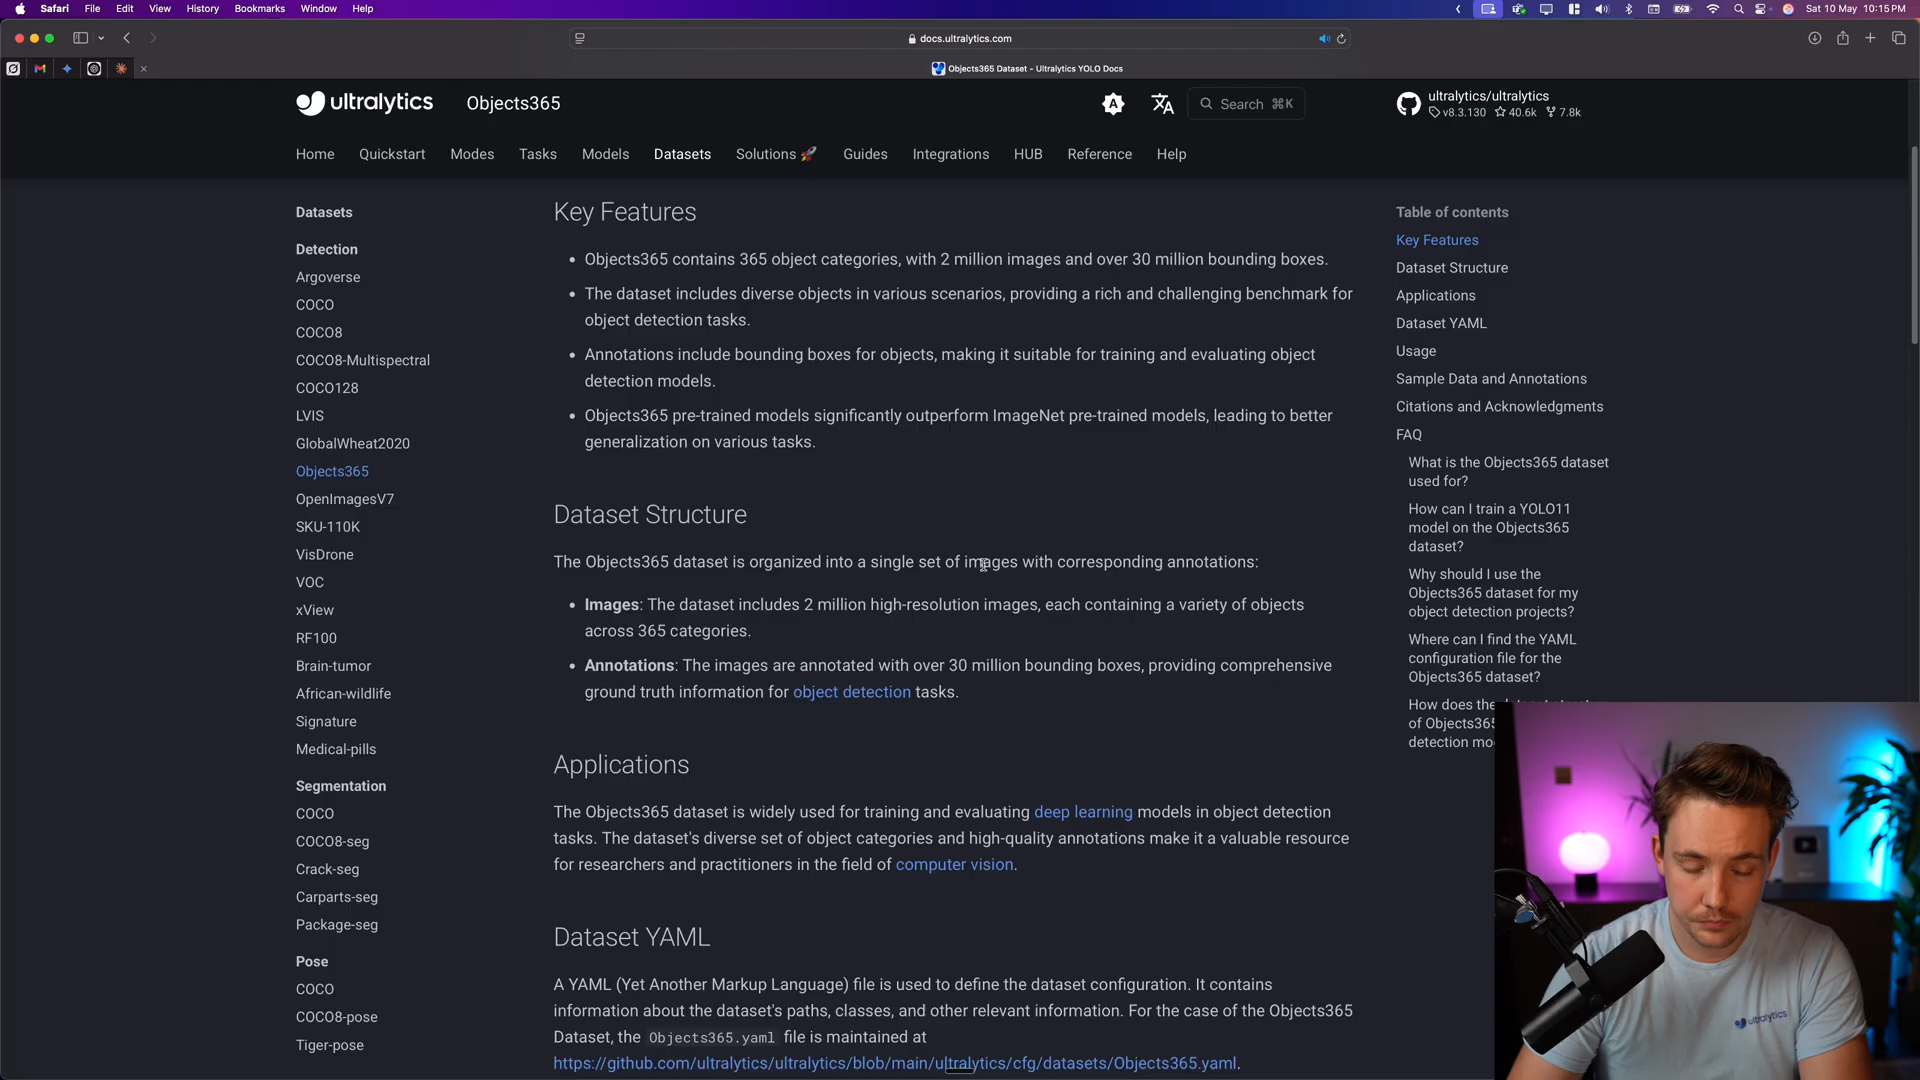 Safari File Edit View History Bookmarks Window Help
Sat 10 May 10:15 PM
docs.ultralytics.com
Objects365 Dataset - Ultralytics YOLO Docs
ultralytics Objects365
A
Search ⌘K
ultralytics/ultralytics
v8.3.130 40.6k 7.8k
Home Quickstart Modes Tasks Models Datasets Solutions 🚀 Guides Integrations HUB Reference Help
Datasets
Detection
Argoverse
COCO
COCO8
COCO8-Multispectral
COCO128
LVIS
GlobalWheat2020
Objects365
OpenImagesV7
SKU-110K
VisDrone
VOC
xView
RF100
Brain-tumor
African-wildlife
Signature
Medical-pills
Segmentation
COCO
COCO8-seg
Crack-seg
Carparts-seg
Package-seg
Pose
COCO
COCO8-pose
Tiger-pose
Key Features
• Objects365 contains 365 object categories, with 2 million images and over 30 million bounding boxes.
• The dataset includes diverse objects in various scenarios, providing a rich and challenging benchmark for
object detection tasks.
• Annotations include bounding boxes for objects, making it suitable for training and evaluating object
detection models.
• Objects365 pre-trained models significantly outperform ImageNet pre-trained models, leading to better
generalization on various tasks.
Dataset Structure
The Objects365 dataset is organized into a single set of images with corresponding annotations:
• Images: The dataset includes 2 million high-resolution images, each containing a variety of objects
across 365 categories.
• Annotations: The images are annotated with over 30 million bounding boxes, providing comprehensive
ground truth information for object detection tasks.
Applications
The Objects365 dataset is widely used for training and evaluating deep learning models in object detection
tasks. The dataset's diverse set of object categories and high-quality annotations make it a valuable resource
for researchers and practitioners in the field of computer vision.
Dataset YAML
A YAML (Yet Another Markup Language) file is used to define the dataset configuration. It contains
information about the dataset's paths, classes, and other relevant information. For the case of the Objects365
Dataset, the Objects365.yaml file is maintained at
https://github.com/ultralytics/ultralytics/blob/main/ultralytics/cfg/datasets/Objects365.yaml.
Table of contents
Key Features
Dataset Structure
Applications
Dataset YAML
Usage
Sample Data and Annotations
Citations and Acknowledgments
FAQ
What is the Objects365 dataset
used for?
How can I train a YOLO11
model on the Objects365
dataset?
Why should I use the
Objects365 dataset for my
object detection projects?
Where can I find the YAML
configuration file for the
Objects365 dataset?
How does the
of Objects365
detection
ultralytics